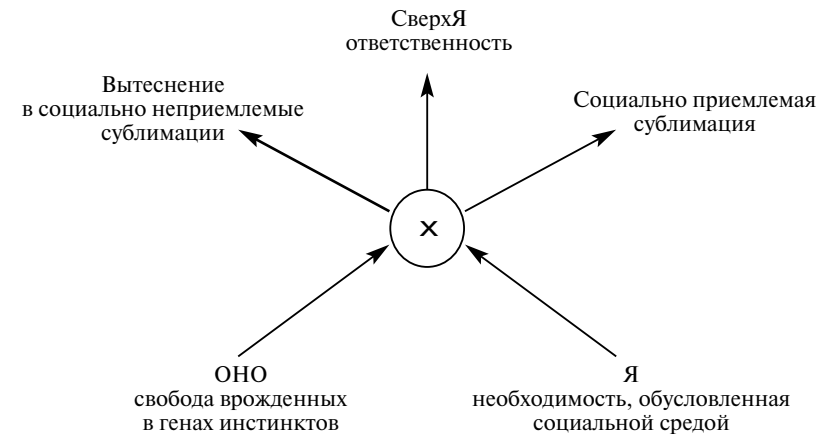 СверхЯ
ответственность
Вытеснение
в социально неприемлемые
сублимации
Социально приемлемая
сублимация
х
ОНО
свобода врожденных
в генах инстинктов
Я
необходимость, обусловленная
социальной средой